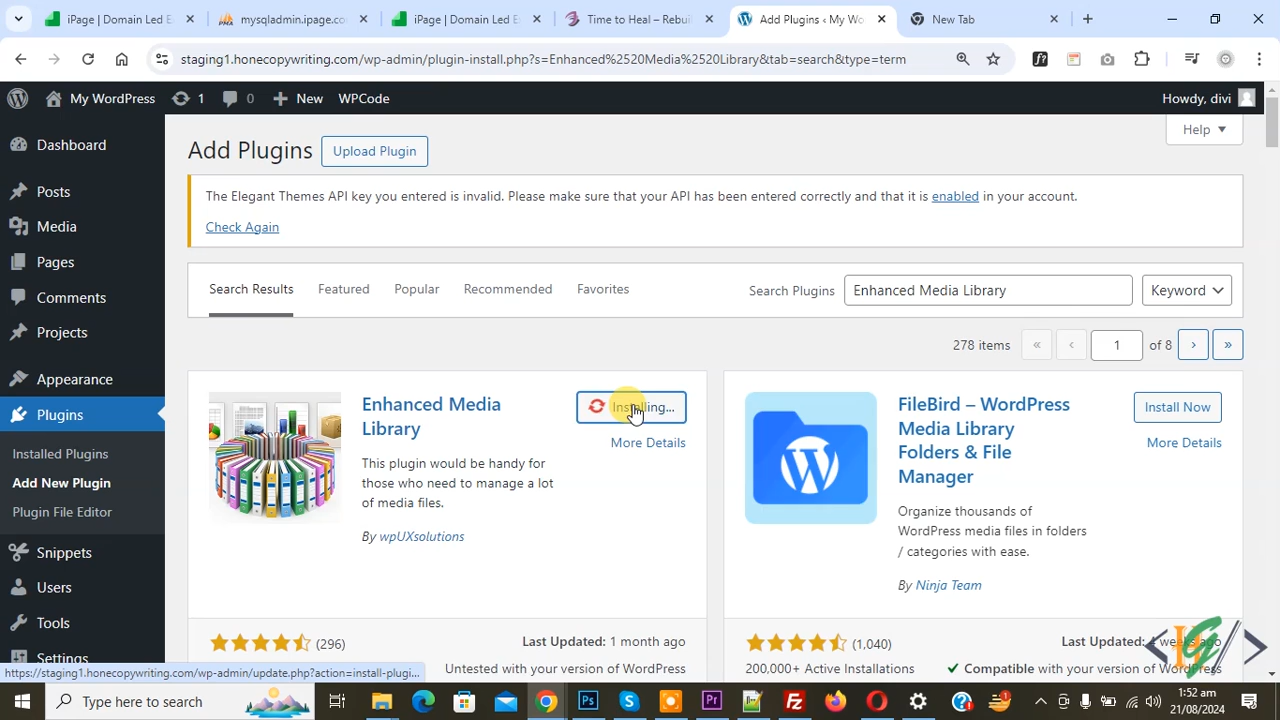 iPage | Domain Led E
mysqladmin.ipage.co
iPage | Domain Led E
Time to Heal – Rebui
Add Plugins ‹ My Wo
New Tab
staging1.honecopywriting.com/wp-admin/plugin-install.php?s=Enhanced%2520Media%2520Library&tab=search&type=term
My WordPress
1
0
New
WPCode
Howdy, divi
Help
Dashboard
Posts
Media
Pages
Comments
Projects
Appearance
Plugins
Installed Plugins
Add New Plugin
Plugin File Editor
Snippets
Users
Tools
Settings
Add Plugins
Upload Plugin
The Elegant Themes API key you entered is invalid. Please make sure that your API has been entered correctly and that it is enabled in your account.
Check Again
Search Results
Featured
Popular
Recommended
Favorites
Search Plugins
Enhanced Media Library
Keyword
278 items
«
‹
1
of 8
›
»
Enhanced Media
Library
Installing...
More Details
This plugin would be handy for
those who need to manage a lot
of media files.
By wpUXsolutions
(296)
Last Updated: 1 month ago
Untested with your version of WordPress
FileBird – WordPress
Media Library
Folders & File
Manager
Install Now
More Details
Organize thousands of
WordPress media files in folders
/ categories with ease.
By Ninja Team
(1,040)
Last Updated: weeks ago
200,000+ Active Installations
Compatible with your version of WordPress
https://staging1.honecopywriting.com/wp-admin/update.php?action=install-plugi...
Type here to search
1:52 am
21/08/2024